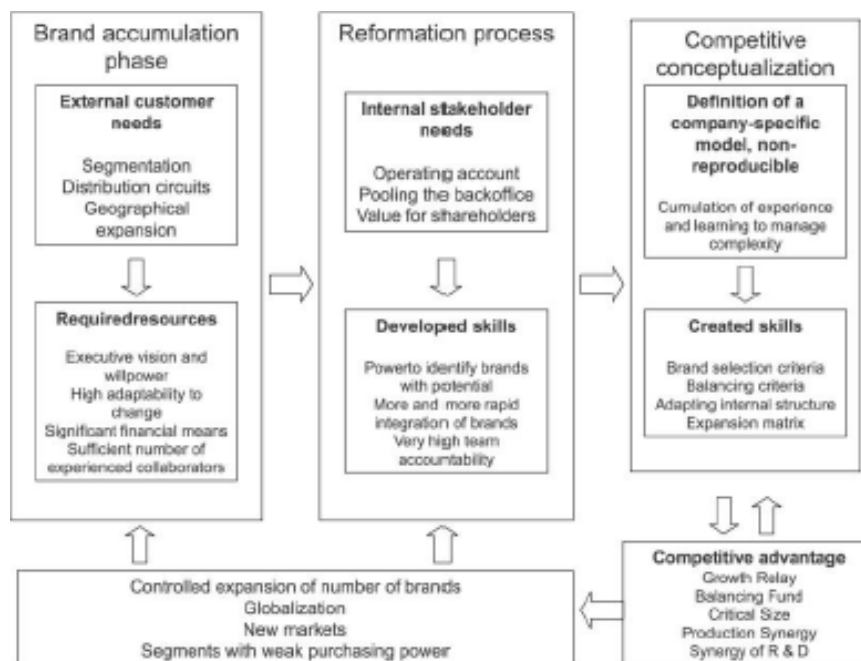 Brand accumulation
phase
External customer
needs
Segmentation
Distribution circuits
Geographical
expansion
Requiredresources
Executive vision and
willpower
High adaptability to
change
Significant financial means
Sufficient number of
experienced collaborators
Reformation process
Internal stakeholder
needs
Operating account
Pooling the backoffice
Value for shareholders
Developed skills
Powerto identify brands
with potential
More and more rapid
integration of brands
Very high team
accountability
Competitive
conceptualization
Definition of a
company-specific
model, non-
reproducible
Cumulation of experience
and learning to manage
complexity
Created skills
Brand selection criteria
Balancing criteria
Adapting internal structure
Expansion matrix
Competitive advantage
Growth Relay
Balancing Fund
Critical Size
Production Synergy
Synergy of R & D
Controlled expansion of number of brands
Globalization
New markets
Segments with weak purchasing power